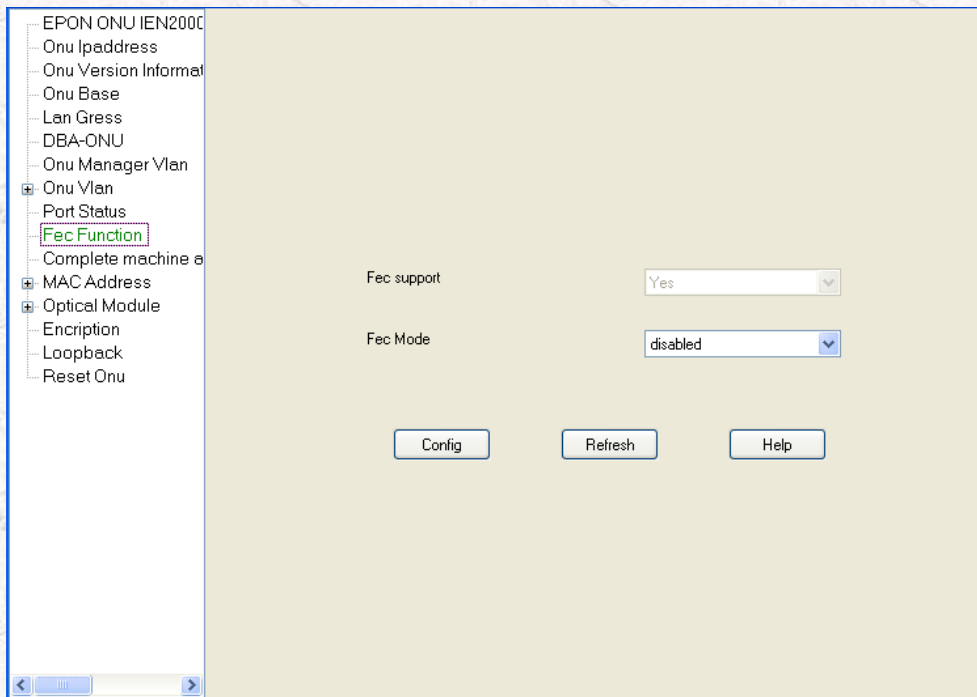 EPON ONU IEN200
Onu Ipaddress
Onu Version Informat
Onu Base
Lan Gress
DBA-ONU
Onu Manager Vlan
Onu Vlan
Port Status
Fec Function
Complete machine a
MAC Address
Optical Module
Encription
Loopback
Reset Onu
Fec support
Yes
Fec Mode
disabled
Config
Refresh
Help